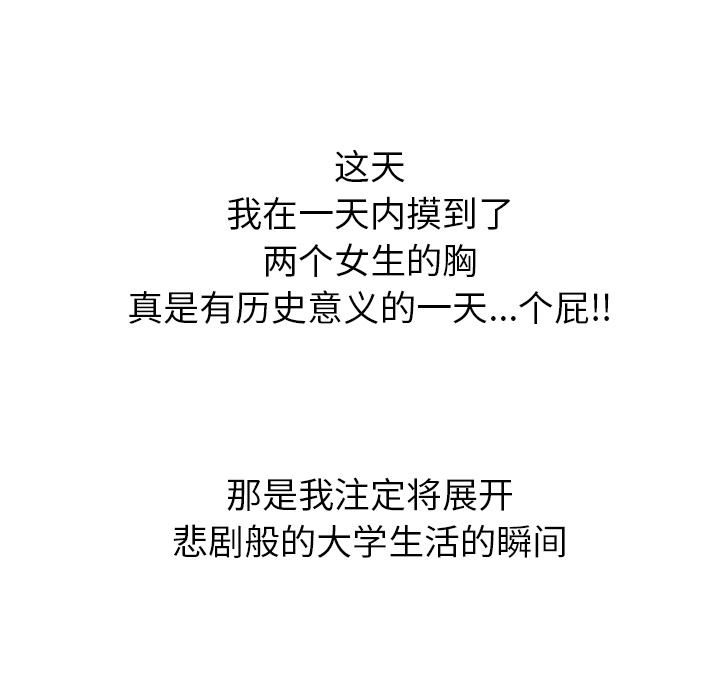 这天
我在一天内摸到了
两个女生的胸
真是有历史意义的一天...个屁!!
那是我注定将展开
悲剧般的大学生活的瞬间